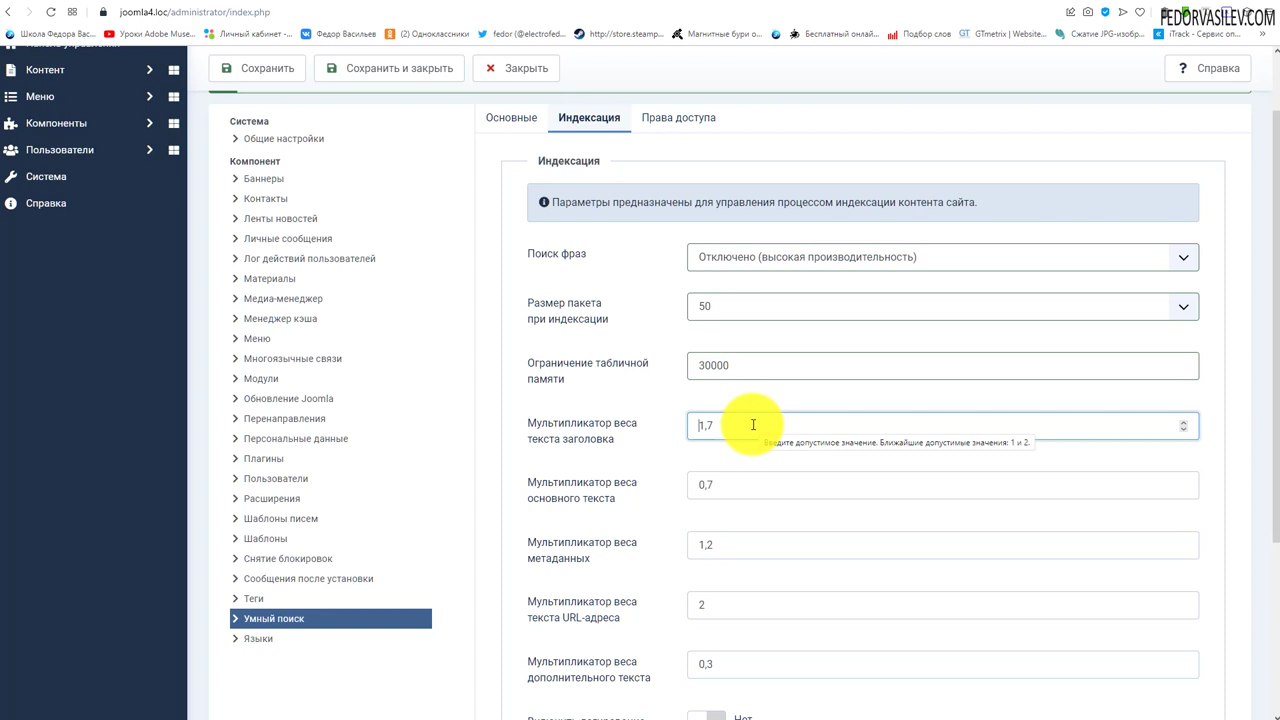 joomla4.loc/administrator/index.php
FEDORVASILEV.COM
Школа Федора Вас...
Уроки Adobe Muse...
Личный кабинет -...
Федор Васильев
(2) Одноклассники
fedor (@electrofed...
http://store.steamp...
Магнитные бури о...
Бесплатный онлай...
Подбор слов
GTmetrix | Website...
Сжатие JPG-изобр...
iTrack - Сервис оп...
Панель управления
Контент
Меню
Компоненты
Пользователи
Система
Справка
Сохранить
Сохранить и закрыть
Закрыть
? Справка
Система
Общие настройки
Компонент
Баннеры
Контакты
Ленты новостей
Личные сообщения
Лог действий пользователей
Материалы
Медиа-менеджер
Менеджер кэша
Меню
Многоязычные связи
Модули
Обновление Joomla
Перенаправления
Персональные данные
Плагины
Пользователи
Расширения
Шаблоны писем
Шаблоны
Снятие блокировок
Сообщения после установки
Теги
Умный поиск
Языки
Основные
Индексация
Права доступа
Индексация
Параметры предназначены для управления процессом индексации контента сайта.
Поиск фраз
Отключено (высокая производительность)
Размер пакета
при индексации
50
Ограничение табличной
памяти
30000
Мультипликатор веса
текста заголовка
1,7
Введите допустимое значение. Ближайшие допустимые значения: 1 и 2.
Мультипликатор веса
основного текста
0,7
Мультипликатор веса
метаданных
1,2
Мультипликатор веса
текста URL-адреса
2
Мультипликатор веса
дополнительного текста
0,3
Включить логирование
Нет